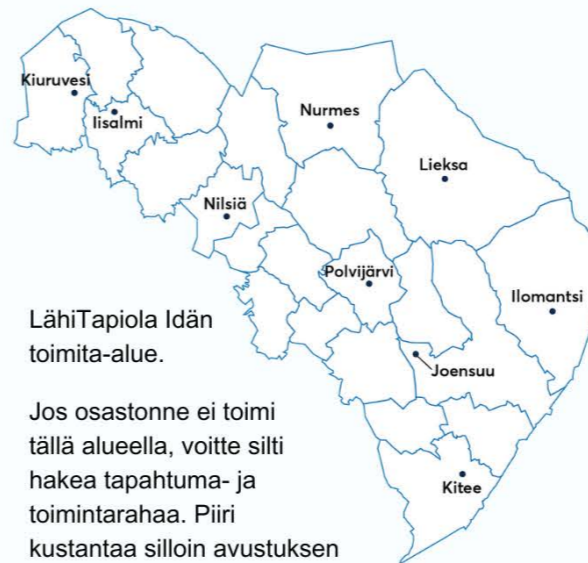 Kiuruvesi
Iisalmi
Nurmes
Lieksa
Nilsiä
Polvijärvi
Ilomantsi
Joensuu
Kitee
LähiTapiola Idän
toimita-alue.
Jos osastonne ei toimi
tällä alueella, voitte silti
hakea tapahtuma- ja
toimintarahaa. Piiri
kustantaa silloin avustuksen